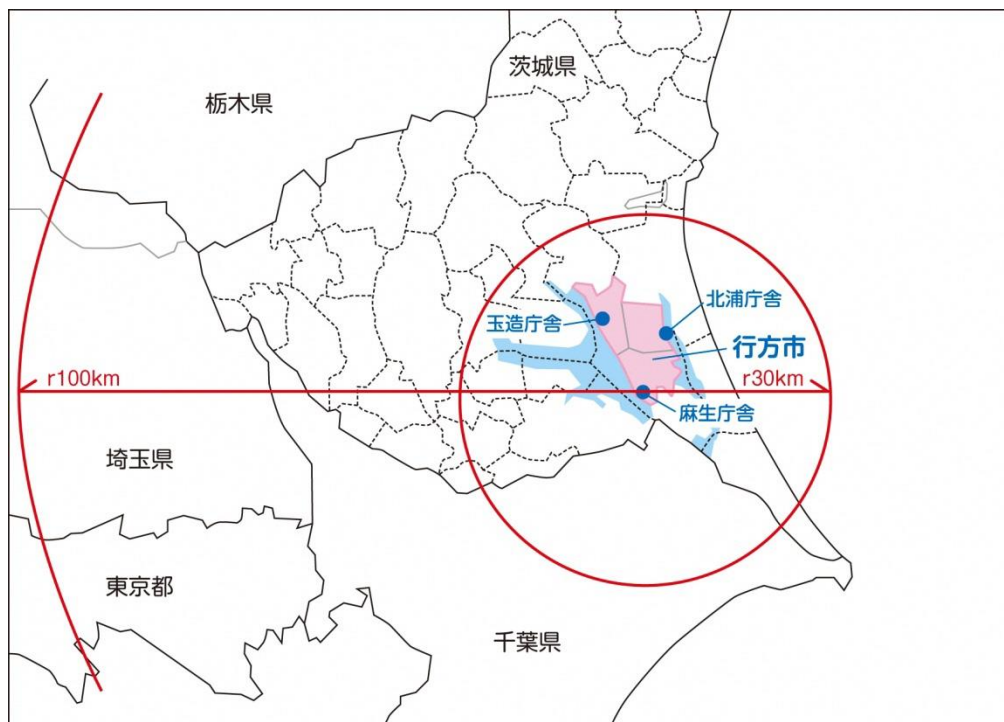 茨城県
栃木県
北浦庁舎
玉造庁舎
行方市
r100km
r30km
麻生庁舎
埼玉県
東京都
千葉県